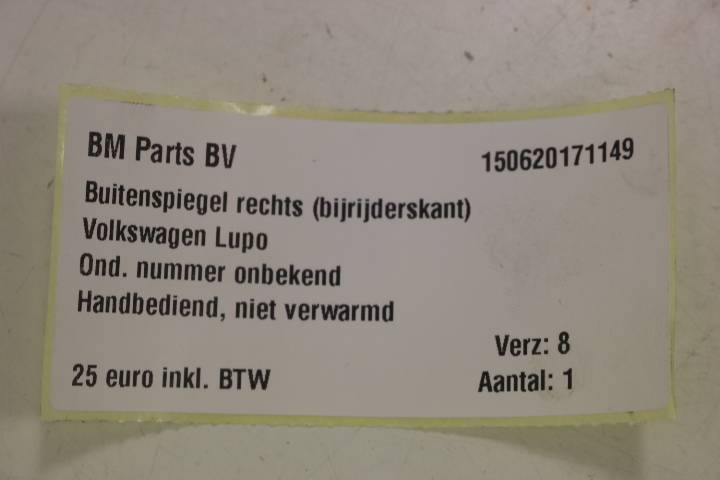 BM Parts BV
150620171149
Buitenspiegel rechts (bijrijderskant)
Volkswagen Lupo
Ond. nummer onbekend
Handbediend, niet verwarmd
Verz: 8
25 euro inkl. BTW
Aantal: 1